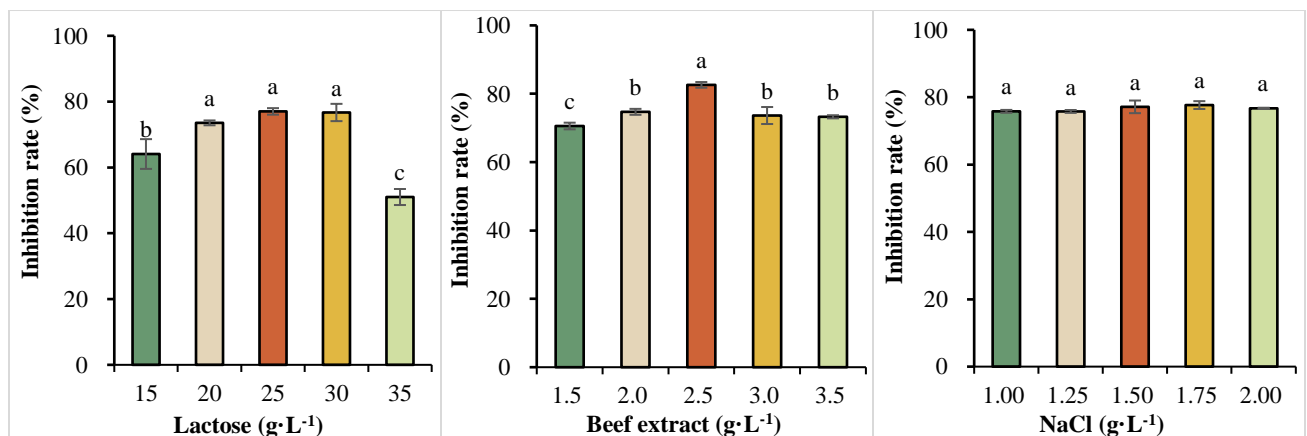 100
80
60
40
20
0
Inhibition rate (%)
b
a
a
a
c
15 20 25 30 35
Lactose (g·L⁻¹)
100
80
60
40
20
0
Inhibition rate (%)
c
b
a
b
b
1.5 2.0 2.5 3.0 3.5
Beef extract (g·L⁻¹)
100
80
60
40
20
0
Inhibition rate (%)
a a a a a
1.00 1.25 1.50 1.75 2.00
NaCl (g·L⁻¹)